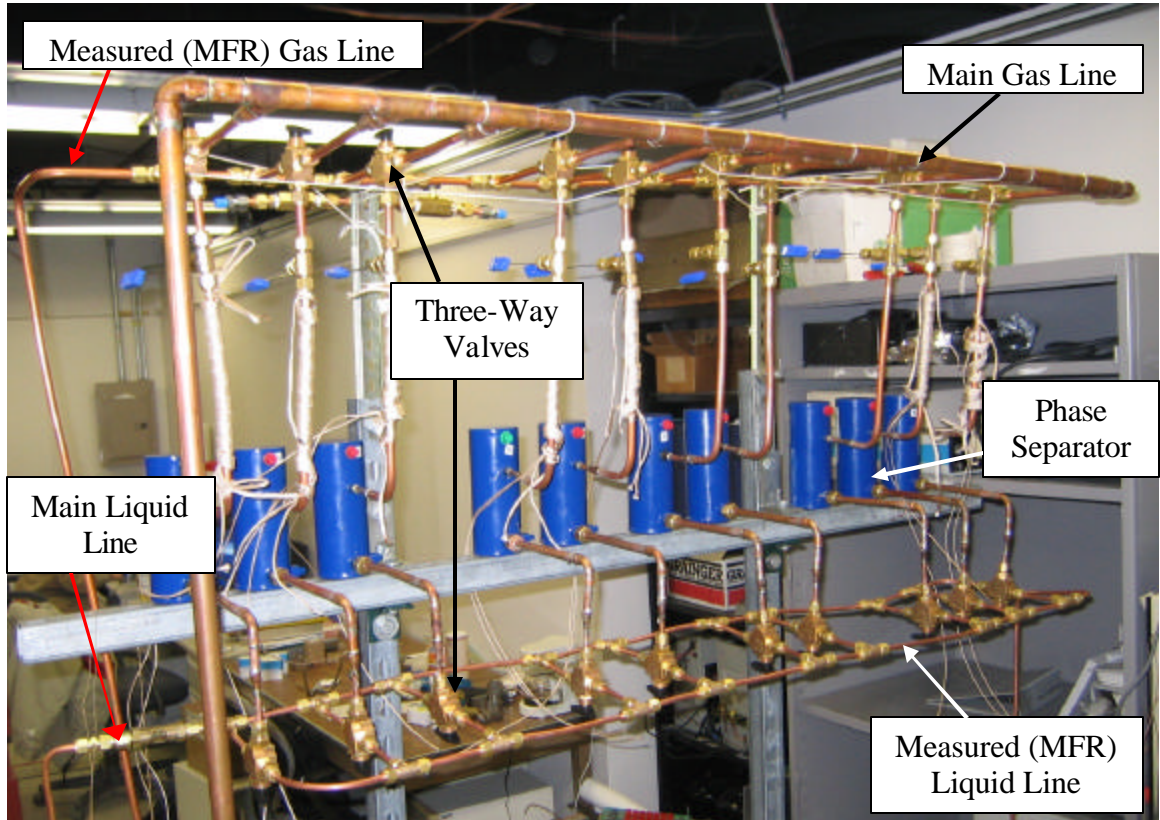 Measured (MFR) Gas Line
Main Gas Line
Three-Way
Valves
Phase
Separator
Main Liquid
Line
GRAINGER
Measured (MFR)
Liquid Line